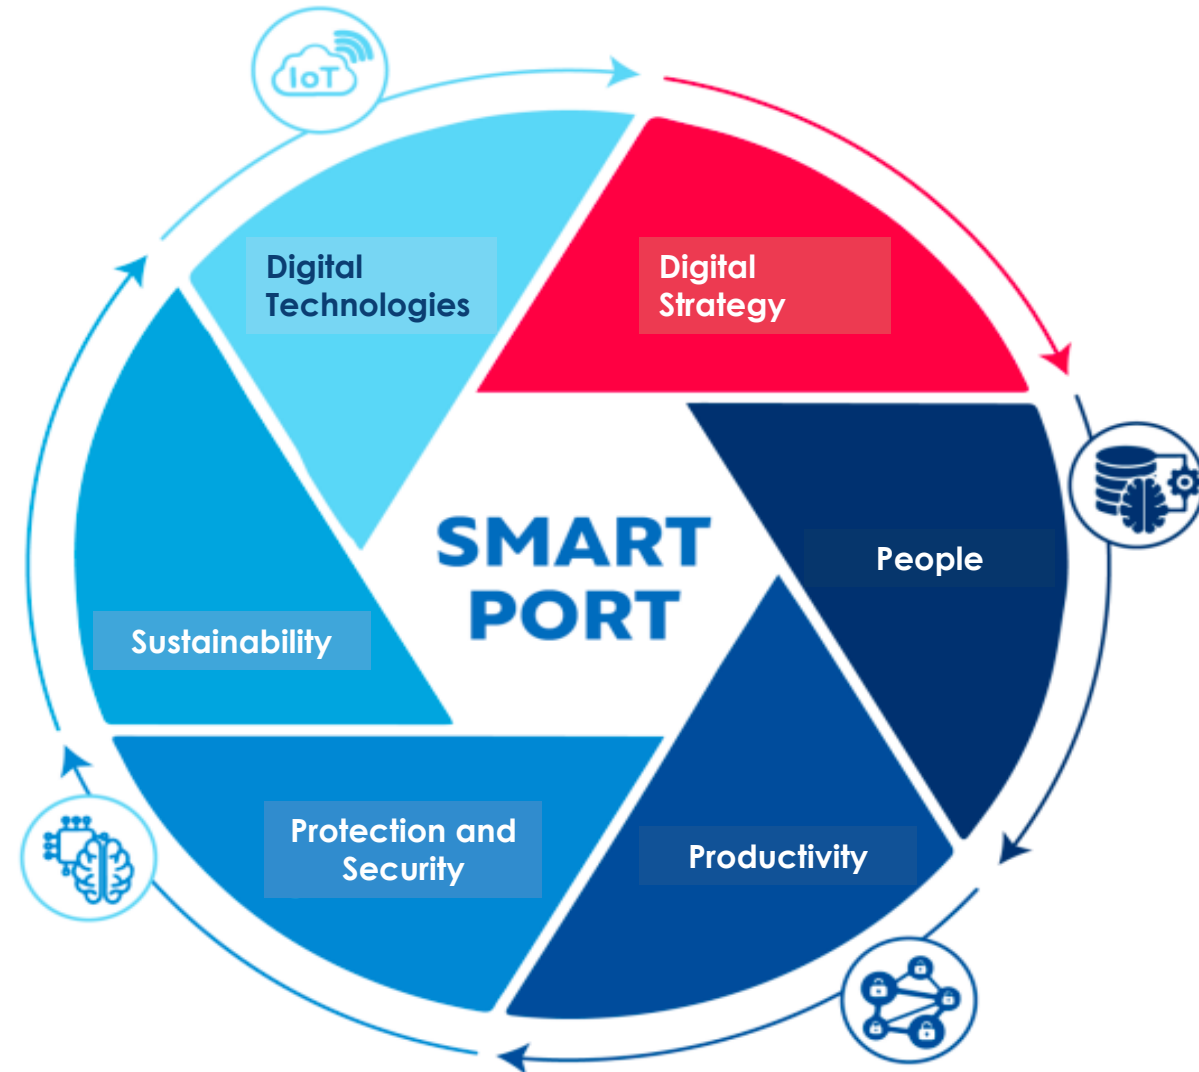 IoT
Digital
Technologies
Digital
Strategy
SMART
PORT
People
Sustainability
Protection and
Security
Productivity